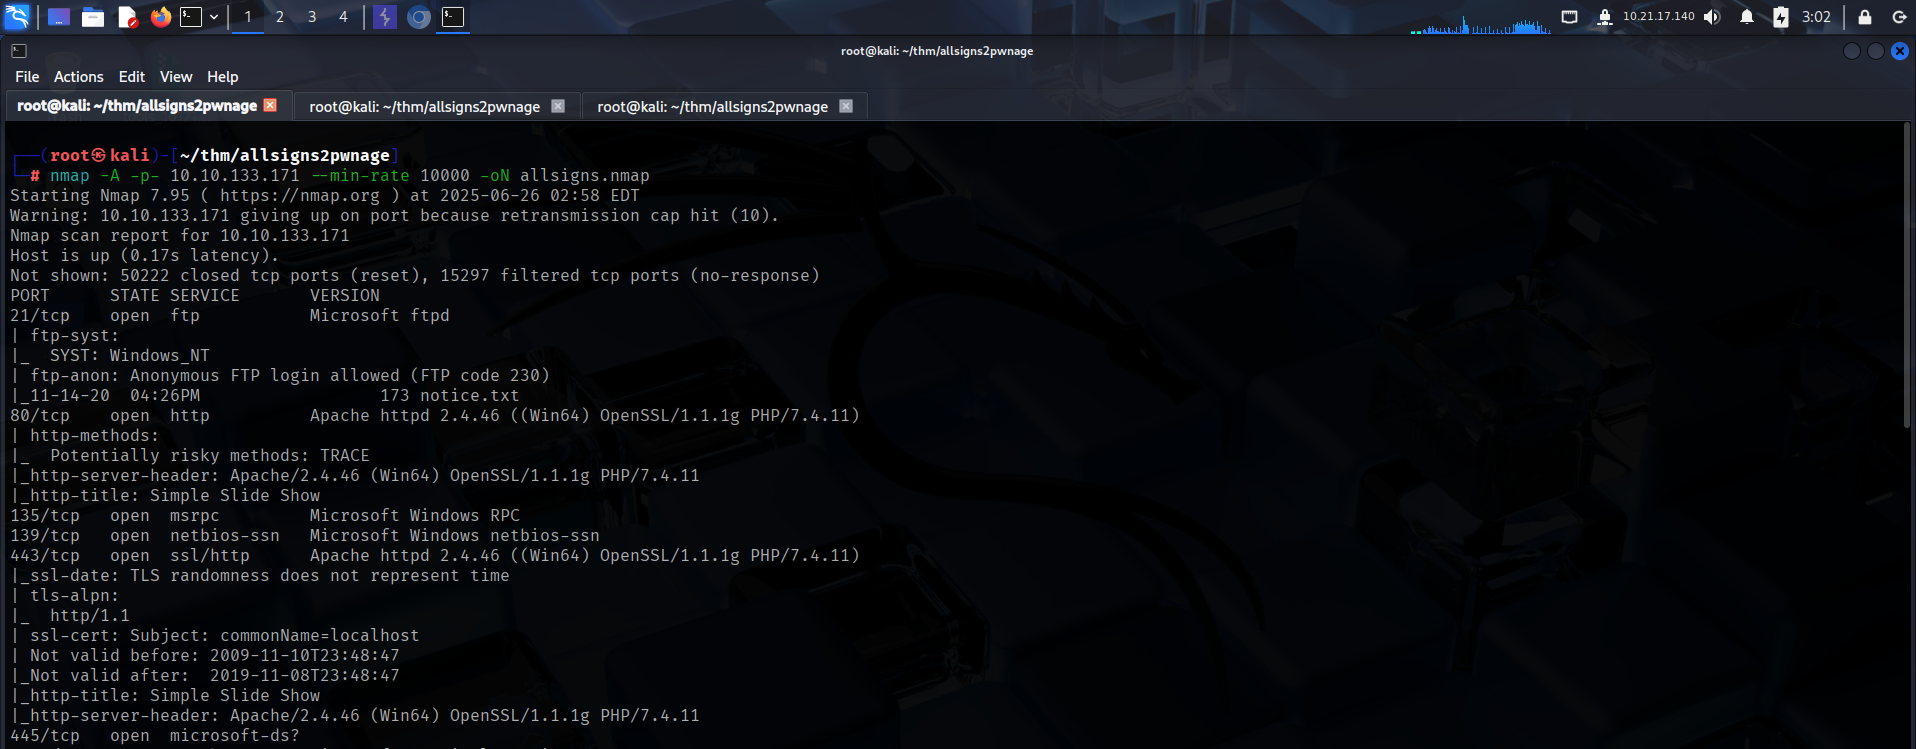 1 2 3 4 10.21.17.140 3:02
root@kali: ~/thm/allsigns2pwnage
File Actions Edit View Help
root@kali: ~/thm/allsigns2pwnage root@kali: ~/thm/allsigns2pwnage root@kali: ~/thm/allsigns2pwnage
┌──(root㉿kali)-[~/thm/allsigns2pwnage]
└─# nmap -A -p- 10.10.133.171 --min-rate 10000 -oN allsigns.nmap
Starting Nmap 7.95 ( https://nmap.org ) at 2025-06-26 02:58 EDT
Warning: 10.10.133.171 giving up on port because retransmission cap hit (10).
Nmap scan report for 10.10.133.171
Host is up (0.17s latency).
Not shown: 50222 closed tcp ports (reset), 15297 filtered tcp ports (no-response)
PORT      STATE SERVICE       VERSION
21/tcp    open  ftp           Microsoft ftpd
| ftp-syst:
|_  SYST: Windows_NT
| ftp-anon: Anonymous FTP login allowed (FTP code 230)
|_11-14-20  04:26PM                  173 notice.txt
80/tcp    open  http          Apache httpd 2.4.46 ((Win64) OpenSSL/1.1.1g PHP/7.4.11)
| http-methods:
|_  Potentially risky methods: TRACE
|_http-server-header: Apache/2.4.46 (Win64) OpenSSL/1.1.1g PHP/7.4.11
|_http-title: Simple Slide Show
135/tcp   open  msrpc         Microsoft Windows RPC
139/tcp   open  netbios-ssn   Microsoft Windows netbios-ssn
443/tcp   open  ssl/http      Apache httpd 2.4.46 ((Win64) OpenSSL/1.1.1g PHP/7.4.11)
|_ssl-date: TLS randomness does not represent time
| tls-alpn:
|_  http/1.1
| ssl-cert: Subject: commonName=localhost
| Not valid before: 2009-11-10T23:48:47
|_Not valid after:  2019-11-08T23:48:47
|_http-title: Simple Slide Show
|_http-server-header: Apache/2.4.46 (Win64) OpenSSL/1.1.1g PHP/7.4.11
445/tcp   open  microsoft-ds?